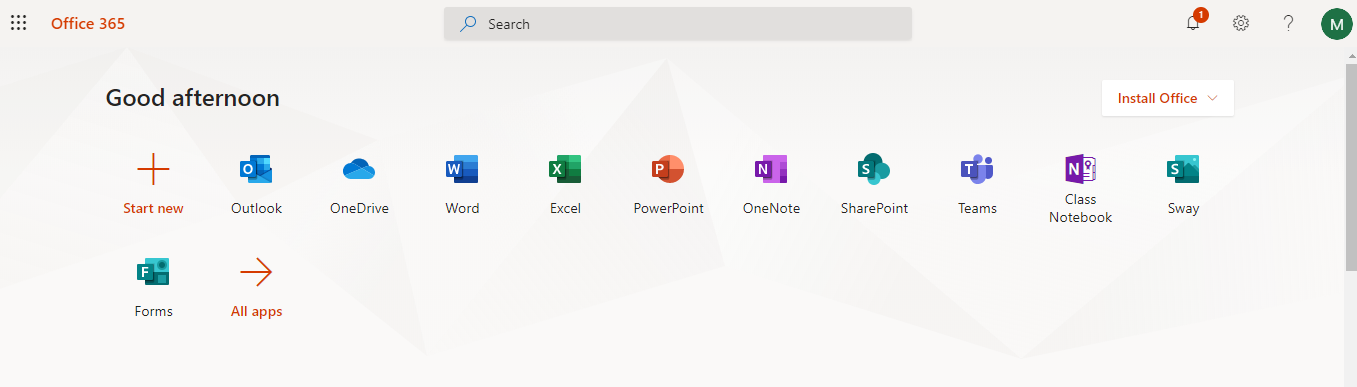 Office 365
Search
1
M
Good afternoon
Install Office
Start new
Outlook
OneDrive
Word
Excel
PowerPoint
OneNote
SharePoint
Teams
Class
Notebook
Sway
Forms
All apps